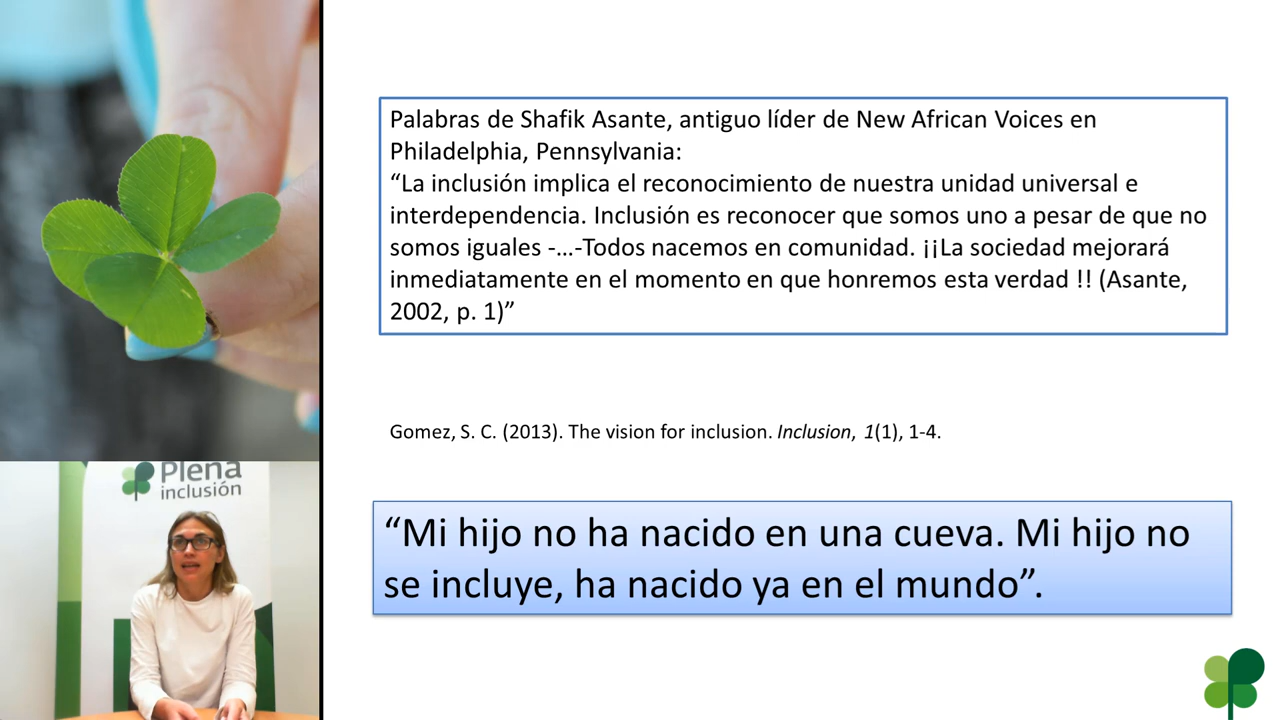 Palabras de Shafik Asante, antiguo líder de New African Voices en
Philadelphia, Pennsylvania:
“La inclusión implica el reconocimiento de nuestra unidad universal e
interdependencia. Inclusión es reconocer que somos uno a pesar de que no
somos iguales -…-Todos nacemos en comunidad. ¡¡La sociedad mejorará
inmediatamente en el momento en que honremos esta verdad !! (Asante,
2002, p. 1)”
Gomez, S. C. (2013). The vision for inclusion. Inclusion, 1(1), 1-4.
Plena
inclusión
“Mi hijo no ha nacido en una cueva. Mi hijo no
se incluye, ha nacido ya en el mundo”.